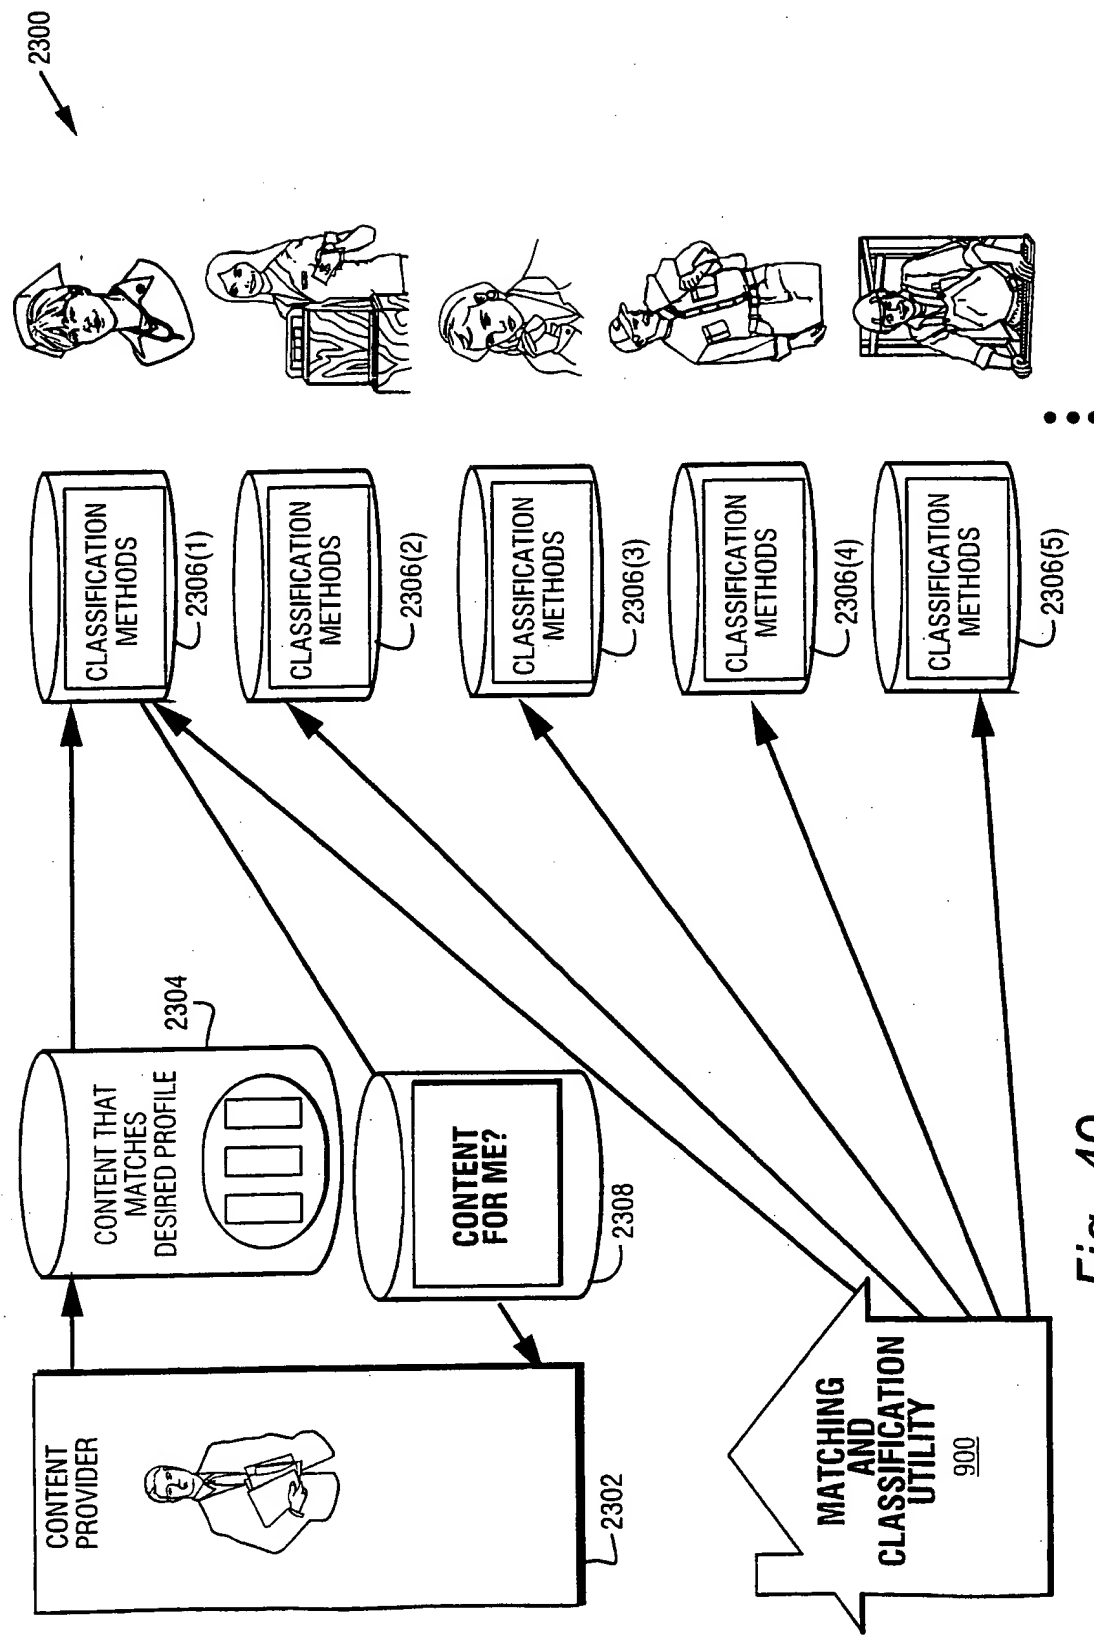 2300
CONTENT
PROVIDER
2302
CONTENT THAT
MATCHES
DESIRED PROFILE
2304
CONTENT
FOR ME?
2308
MATCHING
AND
CLASSIFICATION
UTILITY
900
CLASSIFICATION
METHODS
2306(1)
CLASSIFICATION
METHODS
2306(2)
CLASSIFICATION
METHODS
2306(3)
CLASSIFICATION
METHODS
2306(4)
CLASSIFICATION
METHODS
2306(5)
Fig. 49